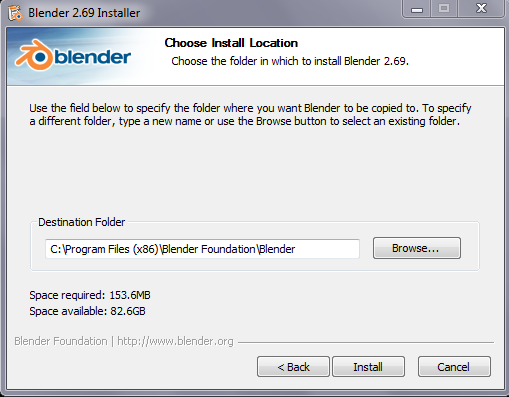 Blender 2.69 Installer
blender
Choose Install Location
Choose the folder in which to install Blender 2.69.
Use the field below to specify the folder where you want Blender to be copied to. To specify
a different folder, type a new name or use the Browse button to select an existing folder.
Destination Folder
C:\Program Files (x86)\Blender Foundation\Blender
Browse...
Space required: 153.6MB
Space available: 82.6GB
Blender Foundation | http://www.blender.org
< Back
Install
Cancel